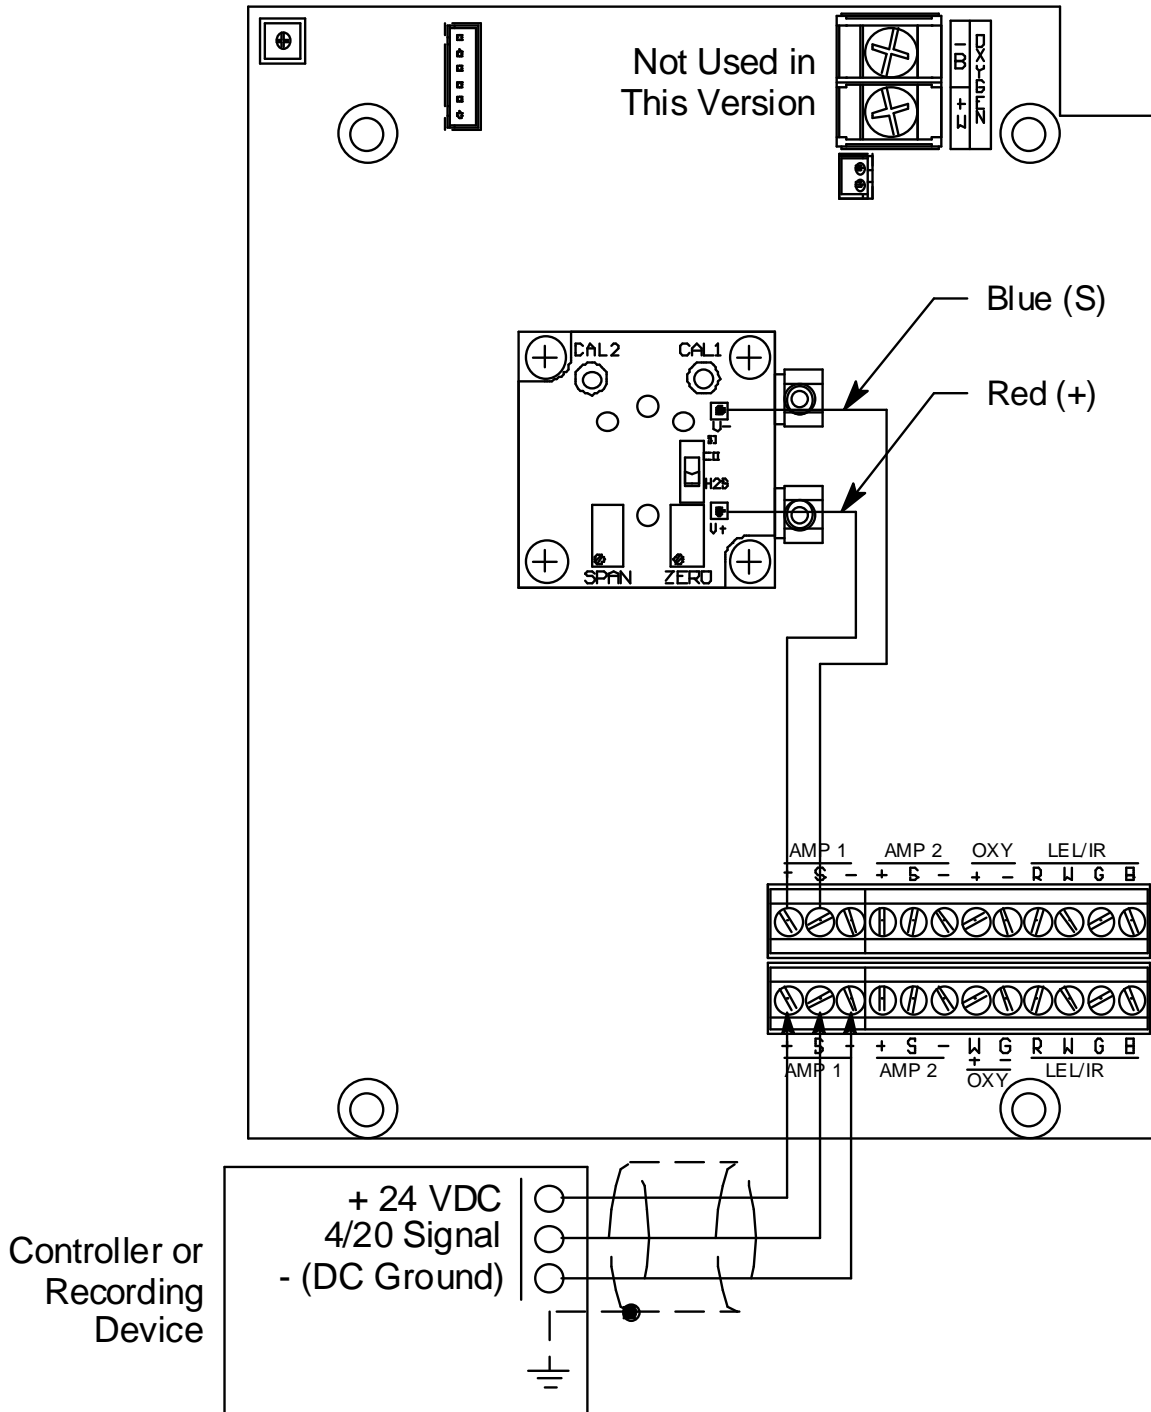 Not Used in
This Version
-B +W
OXYGEN
Blue (S)
Red (+)
CAL2 CAL1
V-
CO
H2S
V+
SPAN ZERO
AMP 1 AMP 2 OXY LEL/IR
+ S - + S - + - R W G B
+ S - + S - W G R W G B
+ -
AMP 1 AMP 2 OXY LEL/IR
+ 24 VDC
4/20 Signal
- (DC Ground)
Controller or
Recording
Device